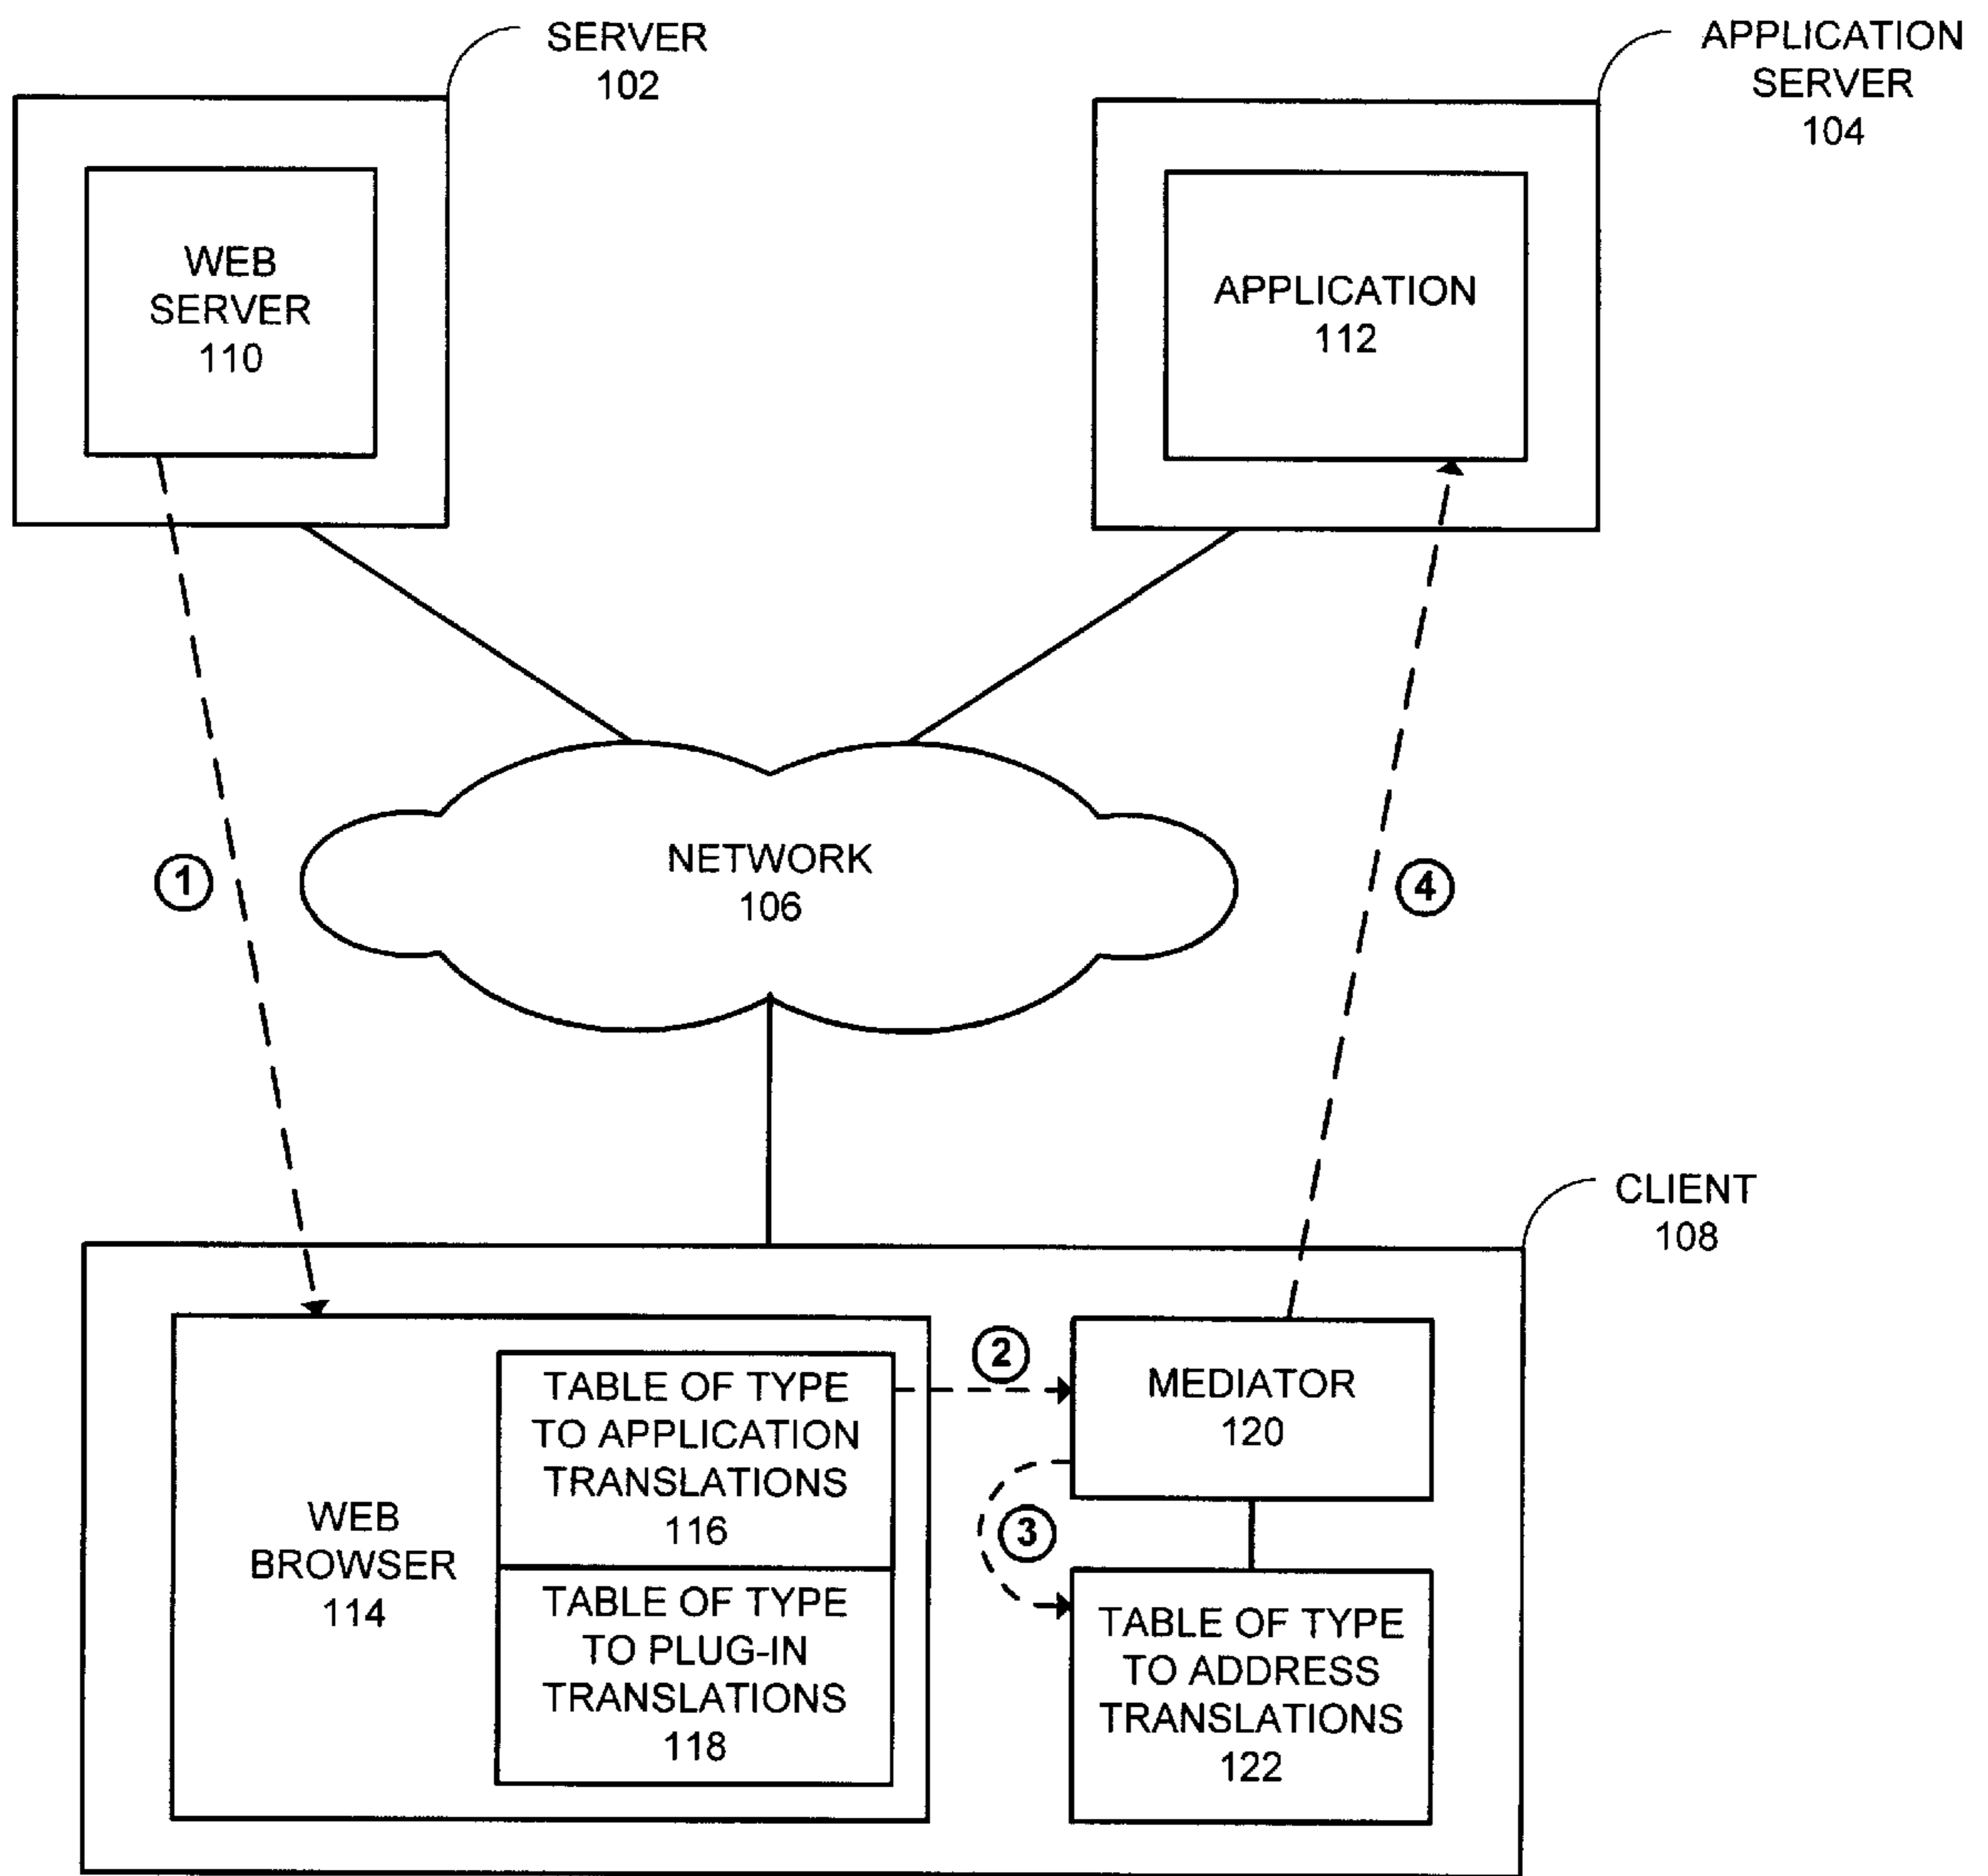 SERVER
102
APPLICATION
SERVER
104
WEB
SERVER
110
APPLICATION
112
NETWORK
106
1
4
CLIENT
108
WEB
BROWSER
114
TABLE OF TYPE
TO APPLICATION
TRANSLATIONS
116
TABLE OF TYPE
TO PLUG-IN
TRANSLATIONS
118
2
MEDIATOR
120
3
TABLE OF TYPE
TO ADDRESS
TRANSLATIONS
122